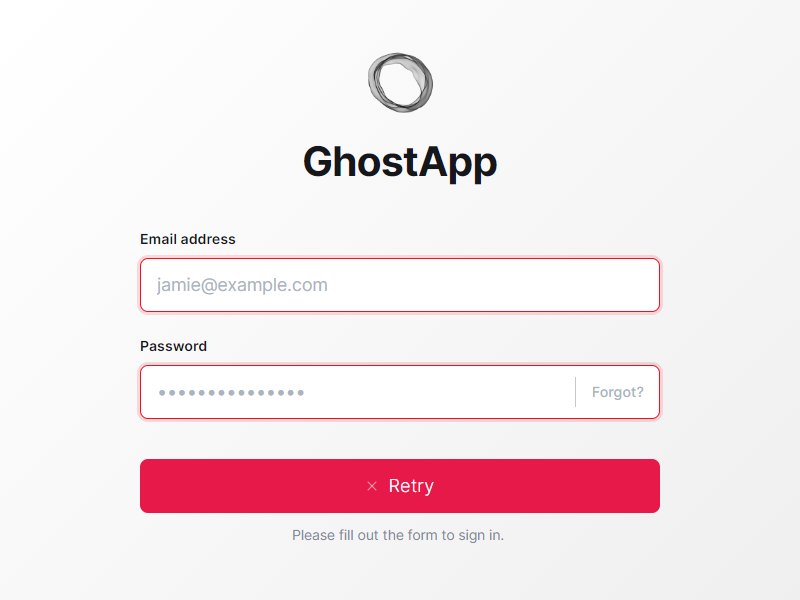 GhostApp
Email address
jamie@example.com
Password
•••••••••••••••
Forgot?
× Retry
Please fill out the form to sign in.